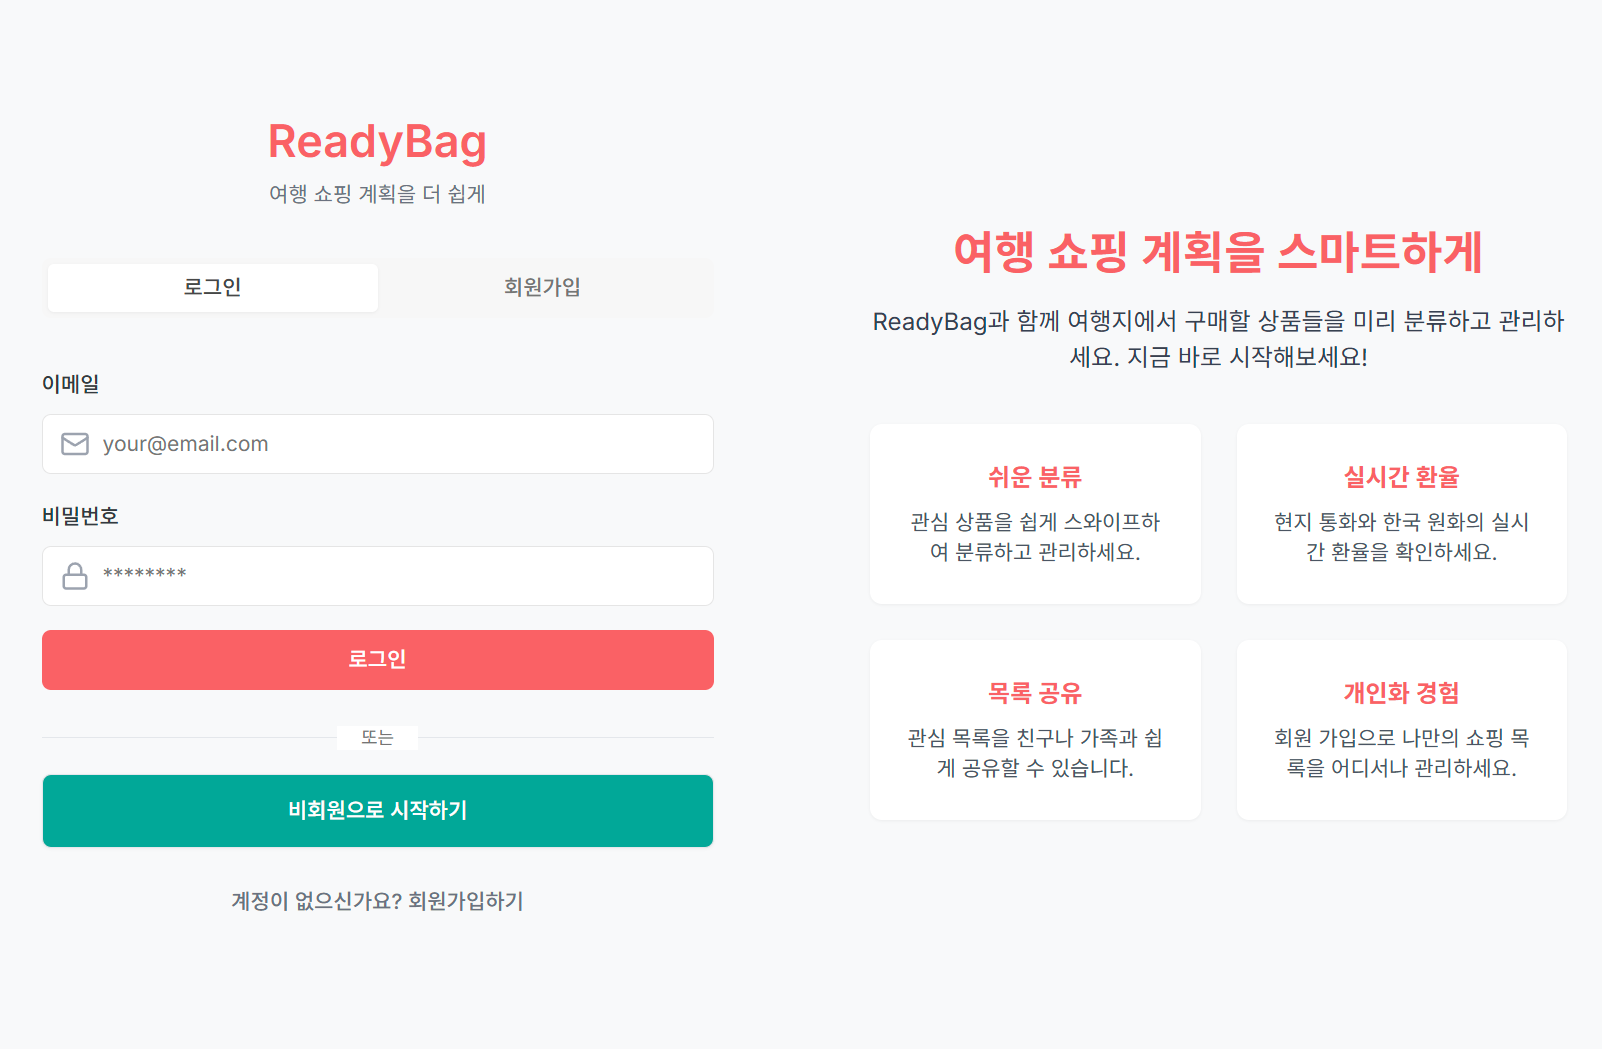 ReadyBag
여행 쇼핑 계획을 더 쉽게
로그인
회원가입
이메일
your@email.com
비밀번호
********
로그인
또는
비회원으로 시작하기
계정이 없으신가요? 회원가입하기
여행 쇼핑 계획을 스마트하게
ReadyBag과 함께 여행지에서 구매할 상품들을 미리 분류하고 관리하
세요. 지금 바로 시작해보세요!
쉬운 분류
관심 상품을 쉽게 스와이프하
여 분류하고 관리하세요.
실시간 환율
현지 통화와 한국 원화의 실시
간 환율을 확인하세요.
목록 공유
관심 목록을 친구나 가족과 쉽
게 공유할 수 있습니다.
개인화 경험
회원 가입으로 나만의 쇼핑 목
록을 어디서나 관리하세요.